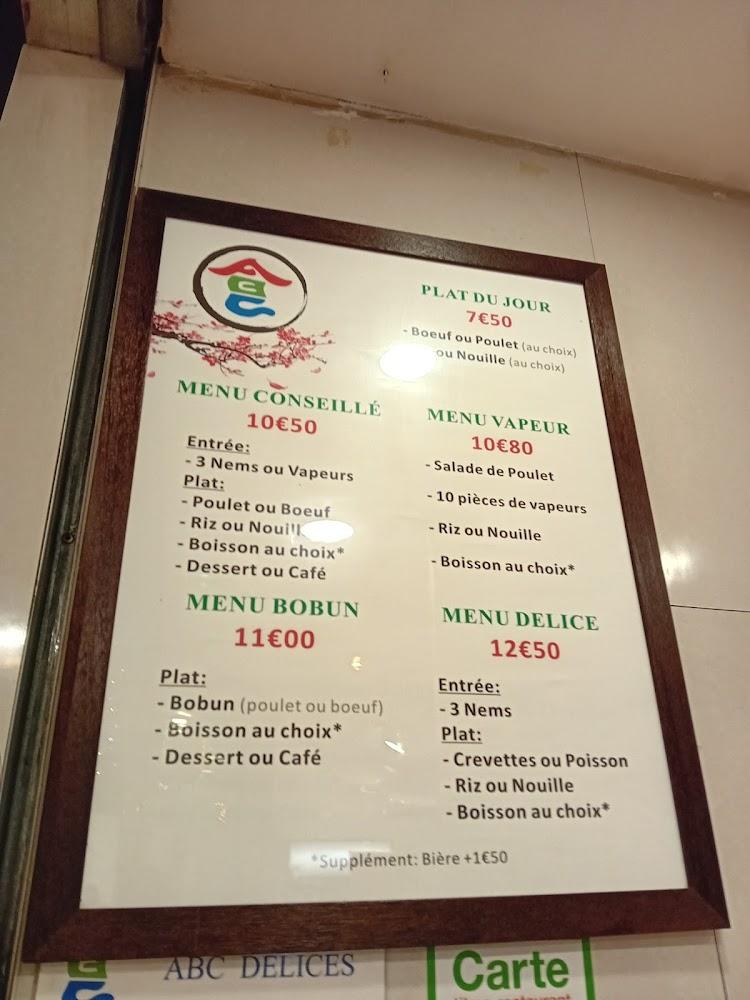 ABC
PLAT DU JOUR
7€50
- Boeuf ou Poulet (au choix)
ou Nouille (au choix)
MENU CONSEILLÉ
10€50
Entrée:
- 3 Nems ou Vapeurs
Plat:
- Poulet ou Boeuf
- Riz ou Nouill
- Boisson au choix*
- Dessert ou Café
MENU VAPEUR
10€80
- Salade de Poulet
- 10 pièces de vapeurs
- Riz ou Nouille
- Boisson au choix*
MENU BOBUN
11€00
Plat:
- Bobun (poulet ou boeuf)
- Boisson au choix*
- Dessert ou Café
MENU DELICE
12€50
Entrée:
- 3 Nems
Plat:
- Crevettes ou Poisson
- Riz ou Nouille
- Boisson au choix*
*Supplément: Bière +1€50
ABC DELICES
Carte